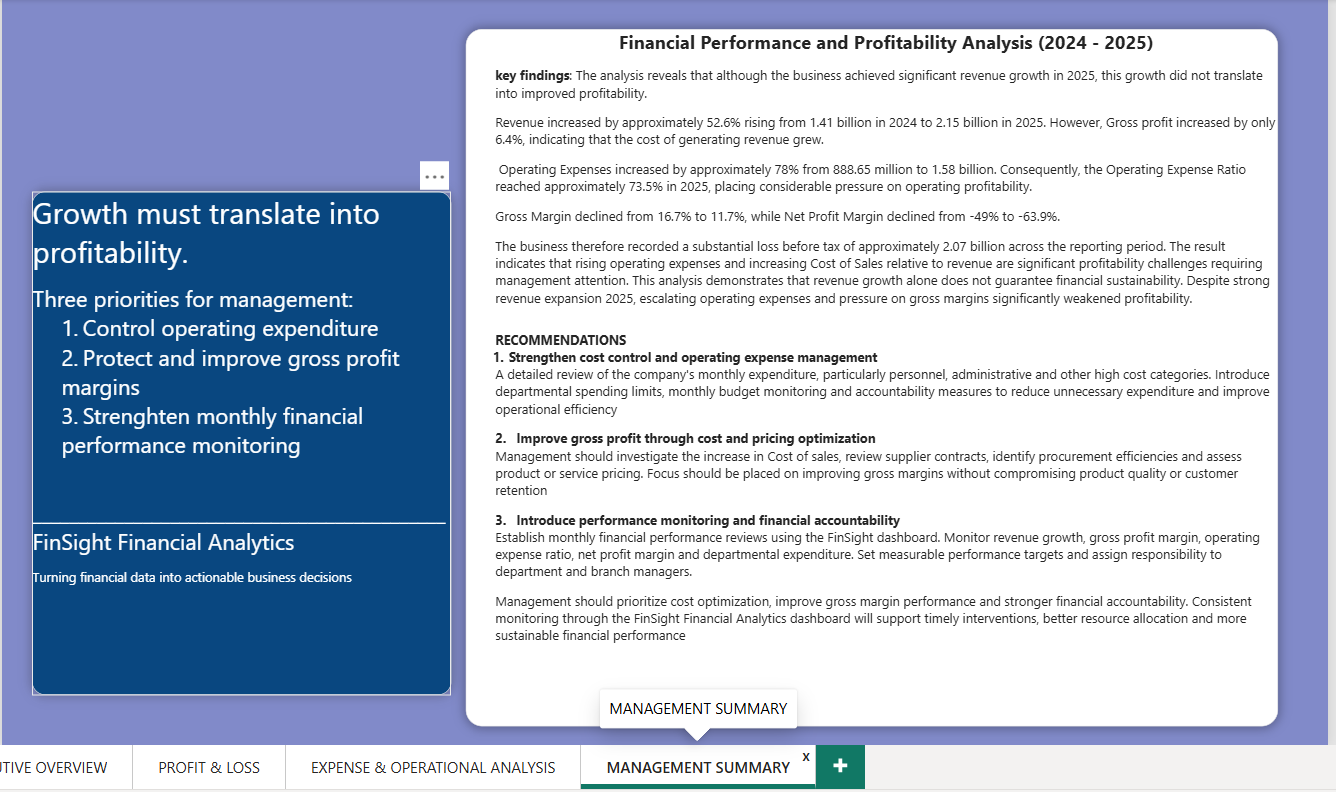 Growth must translate into
profitability.
Three priorities for management:
1. Control operating expenditure
2. Protect and improve gross profit
margins
3. Strenghten monthly financial
performance monitoring
FinSight Financial Analytics
Turning financial data into actionable business decisions
Financial Performance and Profitability Analysis (2024 - 2025)
key findings: The analysis reveals that although the business achieved significant revenue growth in 2025, this growth did not translate
into improved profitability.
Revenue increased by approximately 52.6% rising from 1.41 billion in 2024 to 2.15 billion in 2025. However, Gross profit increased by only
6.4%, indicating that the cost of generating revenue grew.
Operating Expenses increased by approximately 78% from 888.65 million to 1.58 billion. Consequently, the Operating Expense Ratio
reached approximately 73.5% in 2025, placing considerable pressure on operating profitability.
Gross Margin declined from 16.7% to 11.7%, while Net Profit Margin declined from -49% to -63.9%.
The business therefore recorded a substantial loss before tax of approximately 2.07 billion across the reporting period. The result
indicates that rising operating expenses and increasing Cost of Sales relative to revenue are significant profitability challenges requiring
management attention. This analysis demonstrates that revenue growth alone does not guarantee financial sustainability. Despite strong
revenue expansion 2025, escalating operating expenses and pressure on gross margins significantly weakened profitability.
RECOMMENDATIONS
1. Strengthen cost control and operating expense management
A detailed review of the company's monthly expenditure, particularly personnel, administrative and other high cost categories. Introduce
departmental spending limits, monthly budget monitoring and accountability measures to reduce unnecessary expenditure and improve
operational efficiency
2. Improve gross profit through cost and pricing optimization
Management should investigate the increase in Cost of sales, review supplier contracts, identify procurement efficiencies and assess
product or service pricing. Focus should be placed on improving gross margins without compromising product quality or customer
retention
3. Introduce performance monitoring and financial accountability
Establish monthly financial performance reviews using the FinSight dashboard. Monitor revenue growth, gross profit margin, operating
expense ratio, net profit margin and departmental expenditure. Set measurable performance targets and assign responsibility to
department and branch managers.
Management should prioritize cost optimization, improve gross margin performance and stronger financial accountability. Consistent
monitoring through the FinSight Financial Analytics dashboard will support timely interventions, better resource allocation and more
sustainable financial performance
MANAGEMENT SUMMARY
TIVE OVERVIEW
PROFIT & LOSS
EXPENSE & OPERATIONAL ANALYSIS
MANAGEMENT SUMMARY x
+